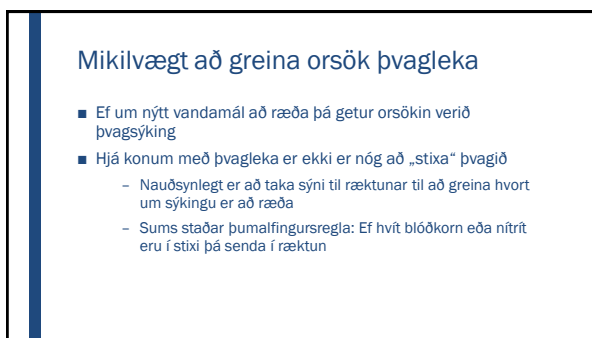 Mikilvægt að greina orsök þvagleka
■ Ef um nýtt vandamál að ræða þá getur orsökin verið
þvagsýking
■ Hjá konum með þvagleka er ekki er nóg að „stixa“ þvagið
– Nauðsynlegt er að taka sýni til ræktunar til að greina hvort
um sýkingu er að ræða
– Sums staðar þumalfingursregla: Ef hvít blóðkorn eða nítrít
eru í stixi þá senda í ræktun